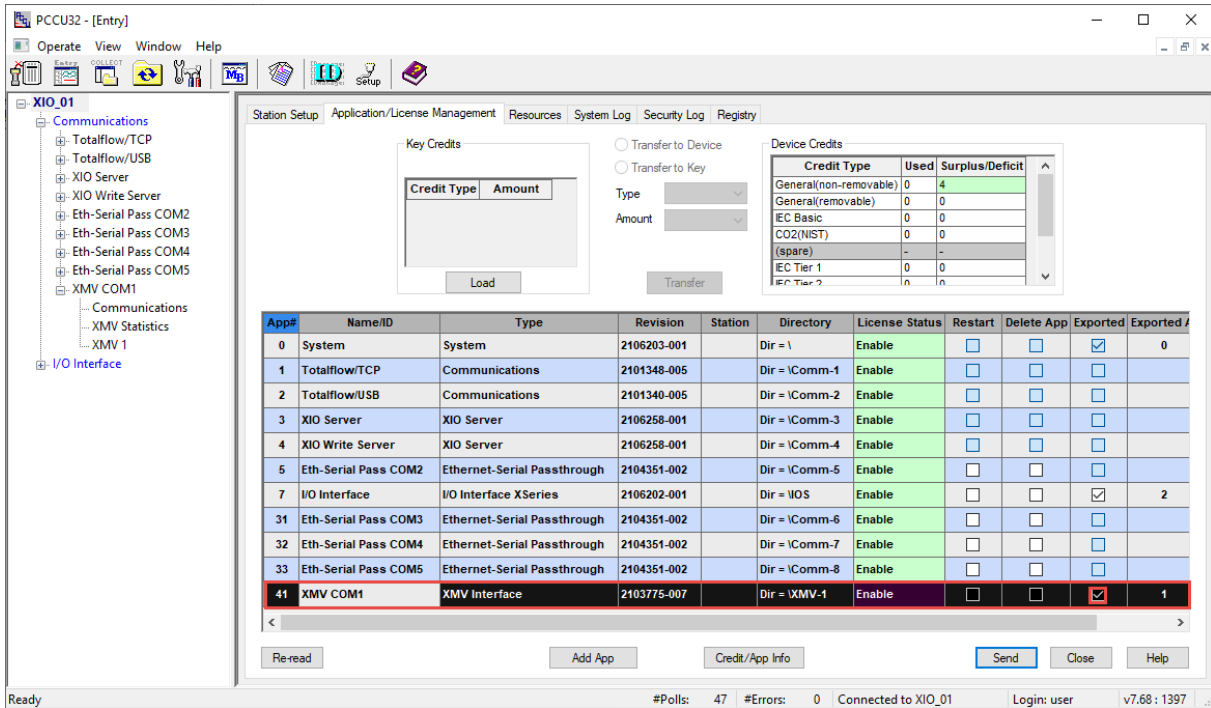 PCCU32 - [Entry]
Operate View Window Help
Entry
COLLECT
MB
ID
Manager
Setup
XIO_01
Communications
Totalflow/TCP
Totalflow/USB
XIO Server
XIO Write Server
Eth-Serial Pass COM2
Eth-Serial Pass COM3
Eth-Serial Pass COM4
Eth-Serial Pass COM5
XMV COM1
Communications
XMV Statistics
XMV 1
I/O Interface
Station Setup Application/License Management Resources System Log Security Log Registry
Key Credits
Credit Type Amount
Load
Transfer to Device
Transfer to Key
Type
Amount
Transfer
Device Credits
Credit Type Used Surplus/Deficit
General(non-removable) 0 4
General(removable) 0 0
IEC Basic 0 0
CO2(NIST) 0 0
(spare) - -
IEC Tier 1 0 0
IEC Tier 2 0 0
App# Name/ID Type Revision Station Directory License Status Restart Delete App Exported Exported A
0 System System 2106203-001 Dir = \ Enable 0
1 Totalflow/TCP Communications 2101348-005 Dir = \Comm-1 Enable
2 Totalflow/USB Communications 2101340-005 Dir = \Comm-2 Enable
3 XIO Server XIO Server 2106258-001 Dir = \Comm-3 Enable
4 XIO Write Server XIO Server 2106258-001 Dir = \Comm-4 Enable
5 Eth-Serial Pass COM2 Ethernet-Serial Passthrough 2104351-002 Dir = \Comm-5 Enable
7 I/O Interface I/O Interface XSeries 2106202-001 Dir = \IOS Enable 2
31 Eth-Serial Pass COM3 Ethernet-Serial Passthrough 2104351-002 Dir = \Comm-6 Enable
32 Eth-Serial Pass COM4 Ethernet-Serial Passthrough 2104351-002 Dir = \Comm-7 Enable
33 Eth-Serial Pass COM5 Ethernet-Serial Passthrough 2104351-002 Dir = \Comm-8 Enable
41 XMV COM1 XMV Interface 2103775-007 Dir = \XMV-1 Enable 1
Re-read Add App Credit/App Info Send Close Help
Ready #Polls: 47 #Errors: 0 Connected to XIO_01 Login: user v7.68 : 1397